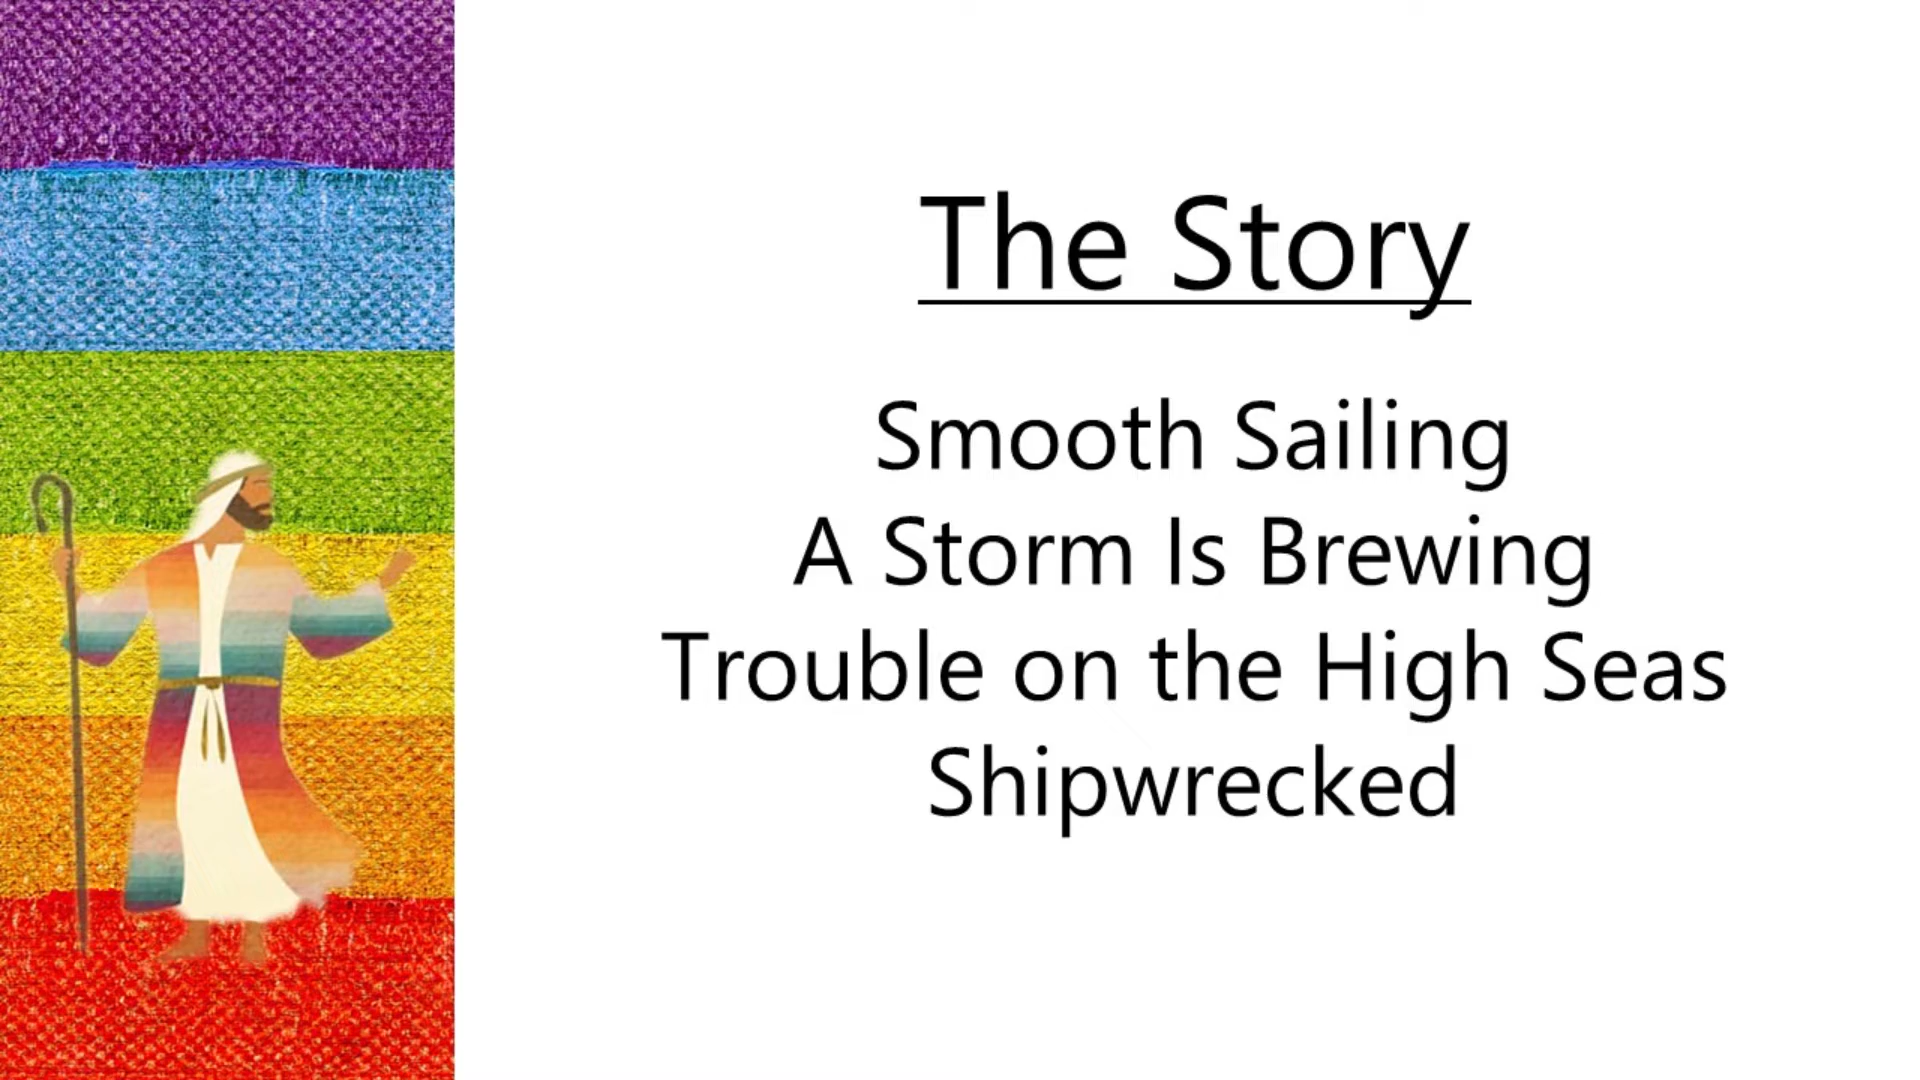 The Story
Smooth Sailing
A Storm Is Brewing
Trouble on the High Seas
Shipwrecked